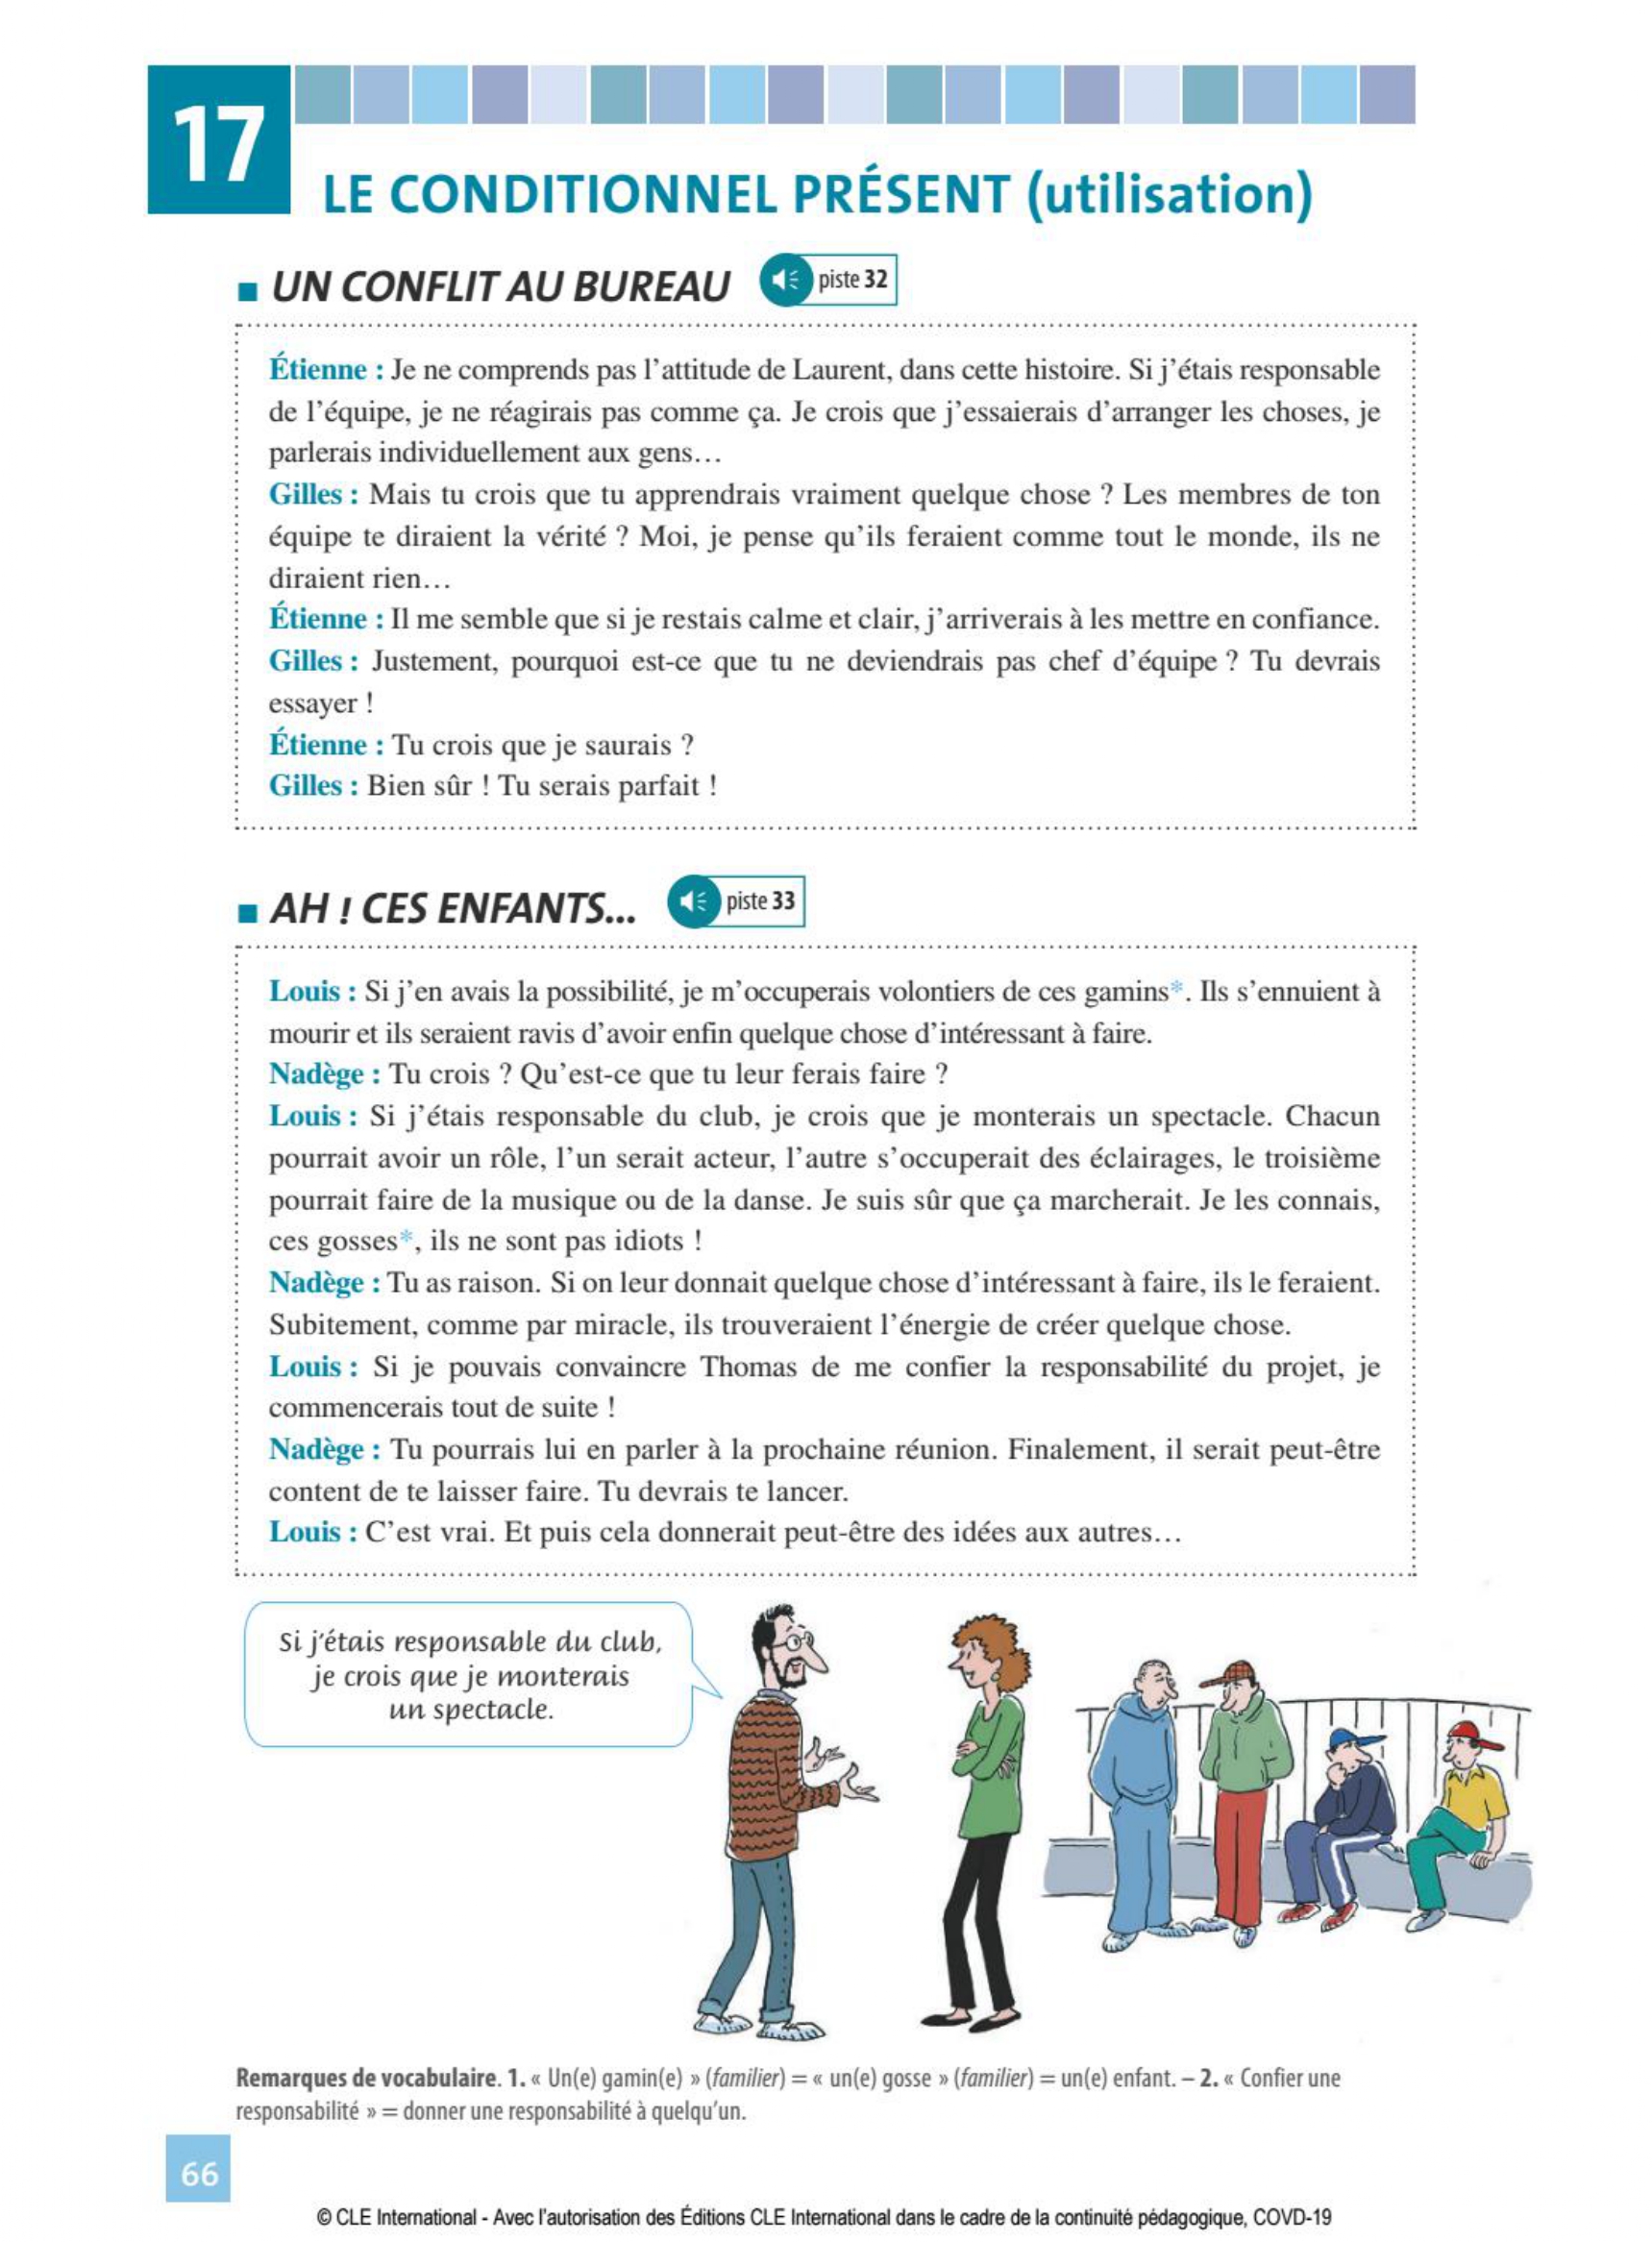 17
LE CONDITIONNEL PRÉSENT (utilisation)
UN CONFLIT AU BUREAU piste 32
Étienne : Je ne comprends pas l'attitude de Laurent, dans cette histoire. Si j'étais responsable
de l'équipe, je ne réagirais pas comme ça. Je crois que j'essaierais d'arranger les choses, je
parlerais individuellement aux gens…
Gilles : Mais tu crois que tu apprendrais vraiment quelque chose ? Les membres de ton
équipe te diraient la vérité ? Moi, je pense qu'ils feraient comme tout le monde, ils ne
diraient rien…
Étienne : Il me semble que si je restais calme et clair, j'arriverais à les mettre en confiance.
Gilles : Justement, pourquoi est-ce que tu ne deviendrais pas chef d'équipe ? Tu devrais
essayer !
Étienne : Tu crois que je saurais ?
Gilles : Bien sûr ! Tu serais parfait !
AH ! CES ENFANTS... piste 33
Louis : Si j'en avais la possibilité, je m'occuperais volontiers de ces gamins*. Ils s'ennuient à
mourir et ils seraient ravis d'avoir enfin quelque chose d'intéressant à faire.
Nadège : Tu crois ? Qu'est-ce que tu leur ferais faire ?
Louis : Si j'étais responsable du club, je crois que je monterais un spectacle. Chacun
pourrait avoir un rôle, l'un serait acteur, l'autre s'occuperait des éclairages, le troisième
pourrait faire de la musique ou de la danse. Je suis sûr que ça marcherait. Je les connais,
ces gosses*, ils ne sont pas idiots !
Nadège : Tu as raison. Si on leur donnait quelque chose d'intéressant à faire, ils le feraient.
Subitement, comme par miracle, ils trouveraient l'énergie de créer quelque chose.
Louis : Si je pouvais convaincre Thomas de me confier la responsabilité du projet, je
commencerais tout de suite !
Nadège : Tu pourrais lui en parler à la prochaine réunion. Finalement, il serait peut-être
content de te laisser faire. Tu devrais te lancer.
Louis : C'est vrai. Et puis cela donnerait peut-être des idées aux autres…
Si j'étais responsable du club,
je crois que je monterais
un spectacle.
Remarques de vocabulaire. 1. « Un(e) gamin(e) » (familier) = « un(e) gosse » (familier) = un(e) enfant. – 2. « Confier une
responsabilité » = donner une responsabilité à quelqu'un.
66
© CLE International - Avec l'autorisation des Éditions CLE International dans le cadre de la continuité pédagogique, COVD-19